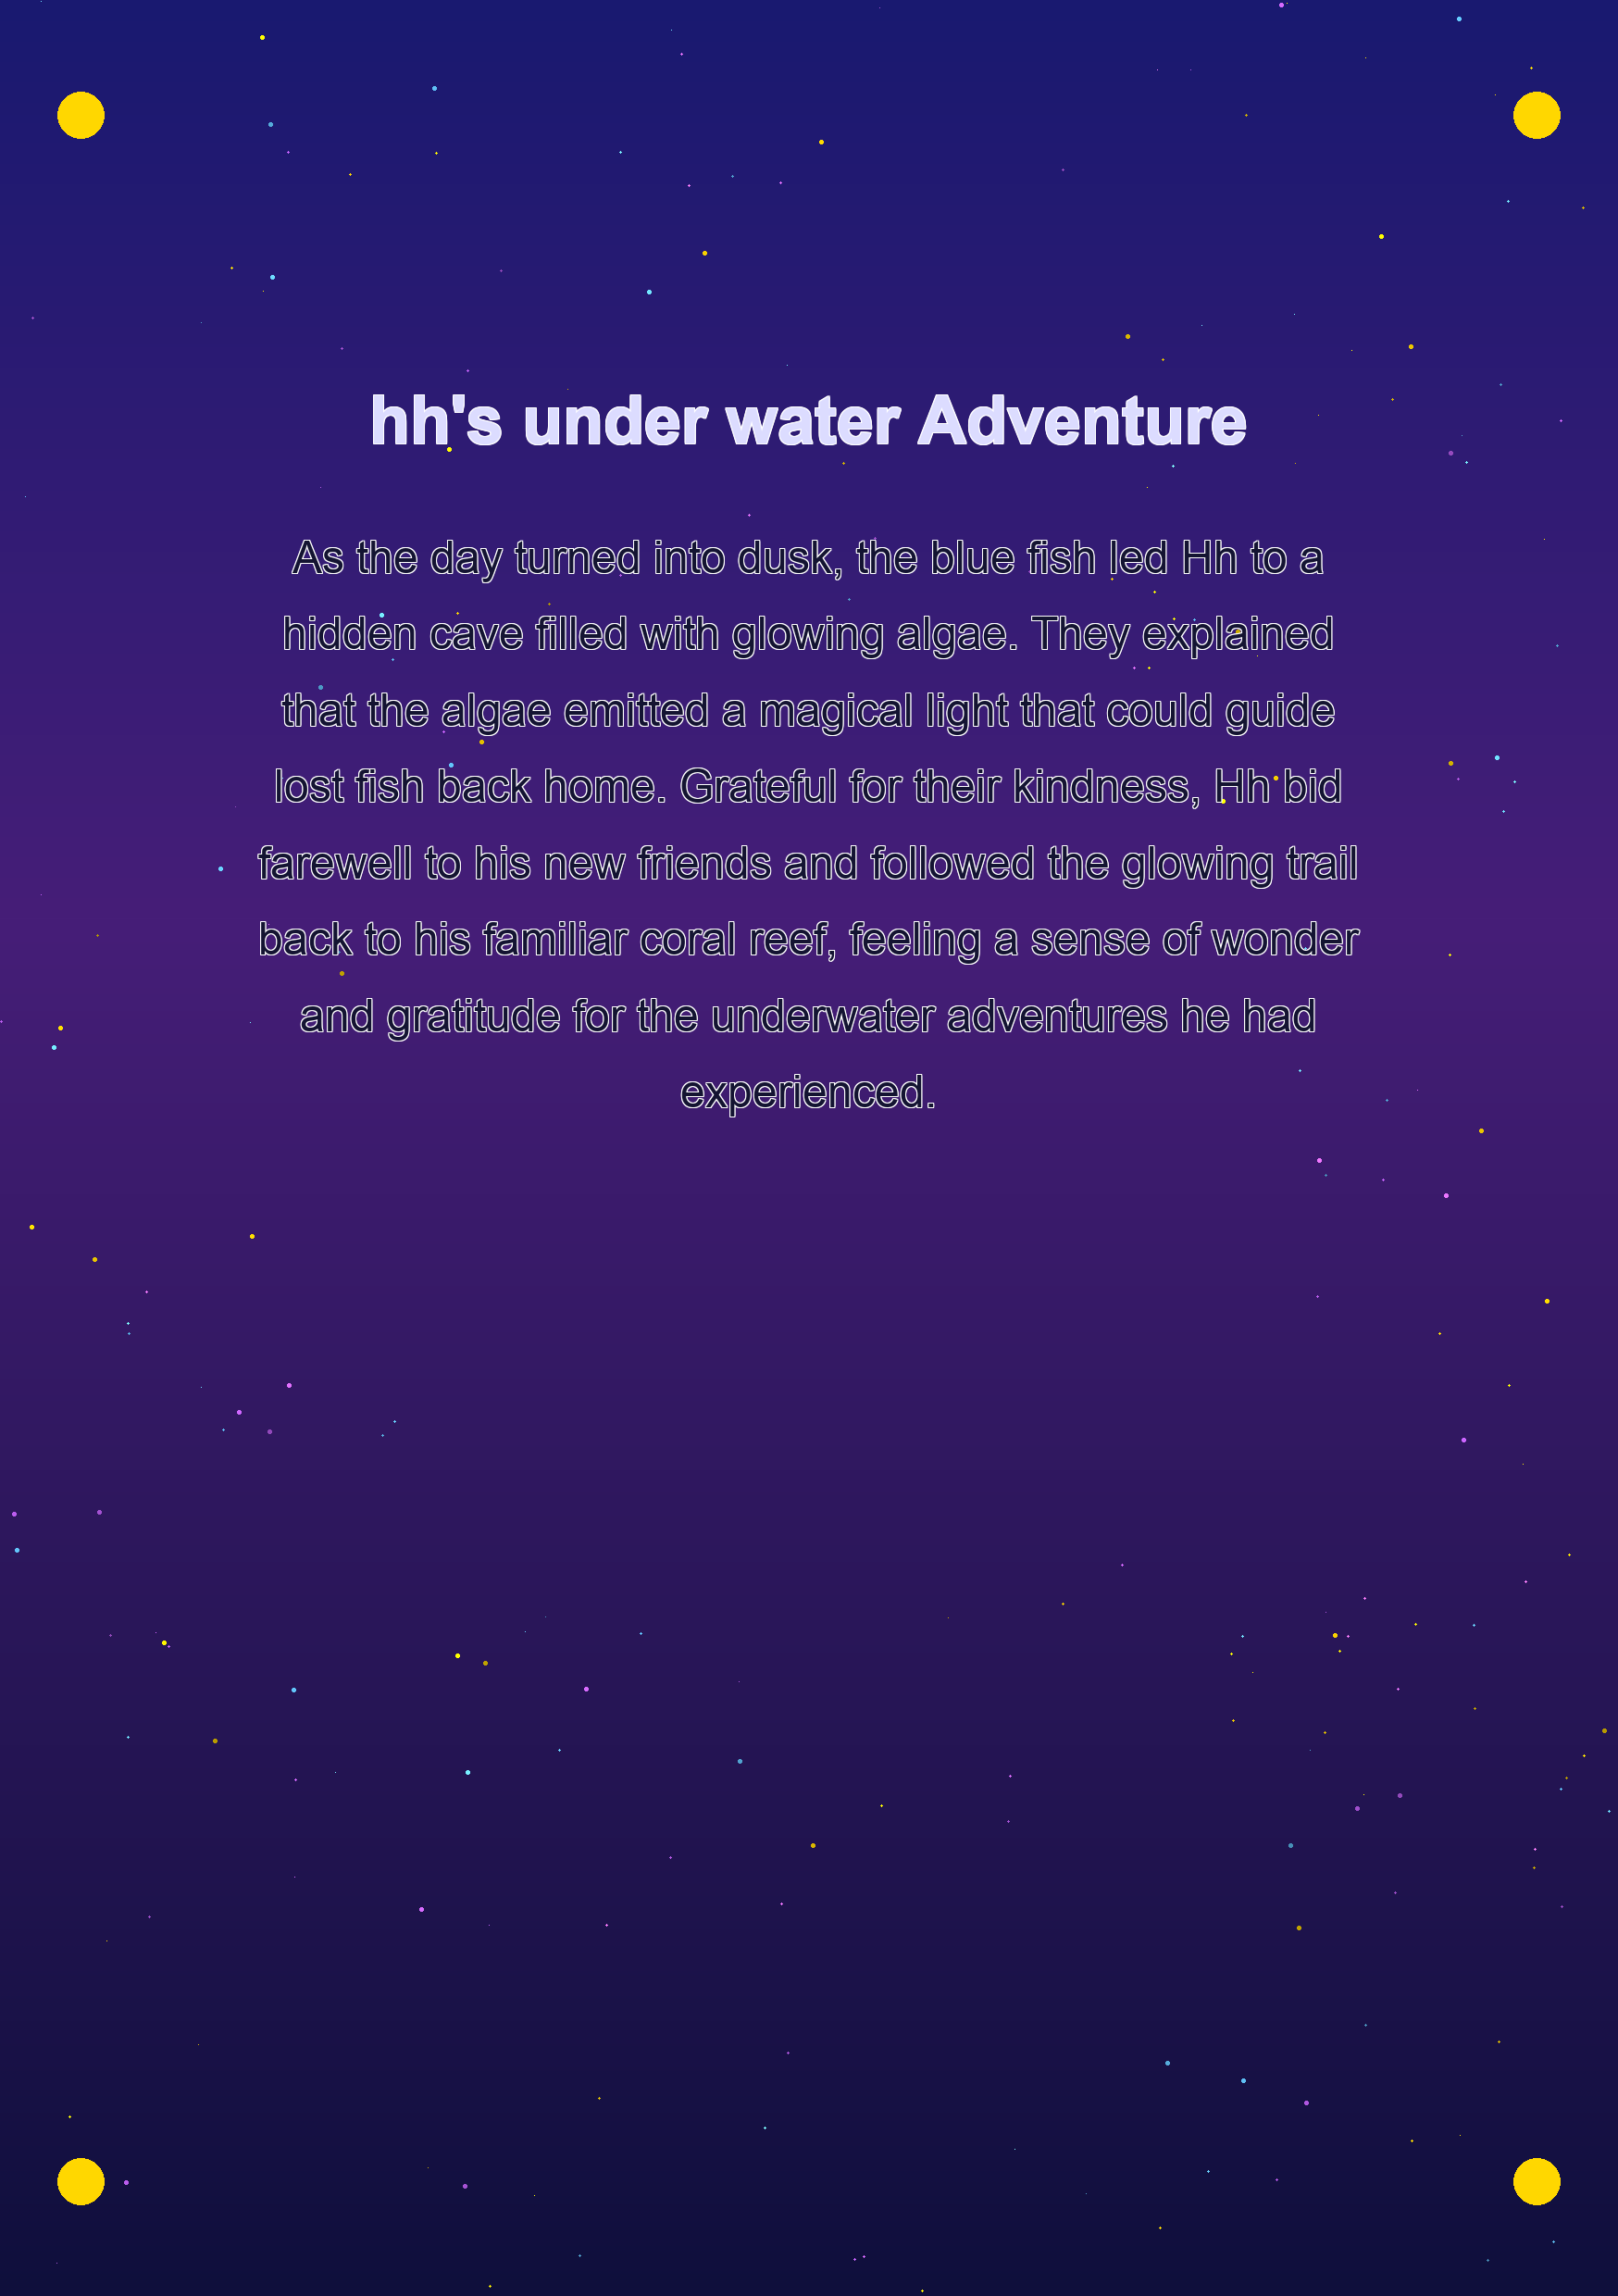 hh's under water Adventure
As the day turned into dusk, the blue fish led Hh to a
hidden cave filled with glowing algae. They explained
that the algae emitted a magical light that could guide
lost fish back home. Grateful for their kindness, Hh bid
farewell to his new friends and followed the glowing trail
back to his familiar coral reef, feeling a sense of wonder
and gratitude for the underwater adventures he had
experienced.